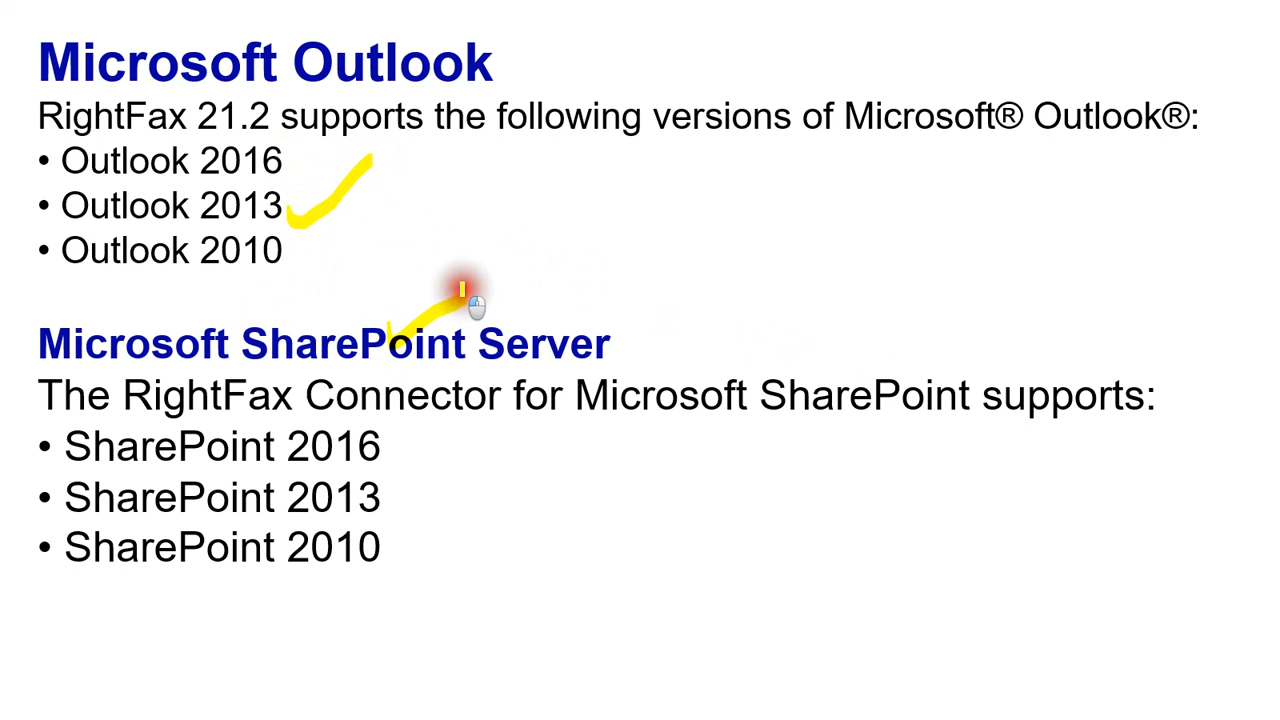 Microsoft Outlook
RightFax 21.2 supports the following versions of Microsoft® Outlook®:
• Outlook 2016
• Outlook 2013
• Outlook 2010
Microsoft SharePoint Server
The RightFax Connector for Microsoft SharePoint supports:
• SharePoint 2016
• SharePoint 2013
• SharePoint 2010